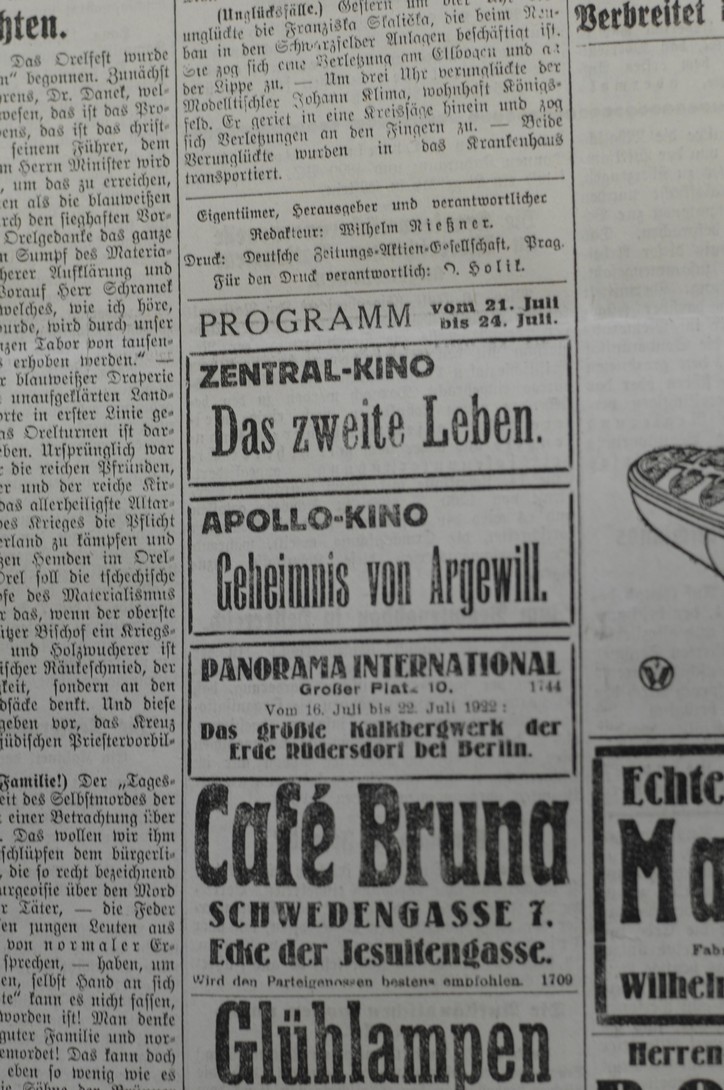 hten.
Das Orelfest wurde
n" begonnen. Zunächst
rens, Dr. Danek, wel-
wesen, das ist das Pro-
ens, das ist das christ-
seinem Führer, dem
m Herrn Minister wird
, um das zu erreichen,
en als die blauweißen
rch den sieghaften Vor-
Orelgedanke das ganze
n Sumpf des Materia-
herer Aufklärung und
Vorauf Herr Schramek
welches, wie ich höre,
urde, wird durch unser
nzen Tabor von tausen-
s erhoben werden." —
r blauweißer Draperie
unaufgeklärten Land-
rte in erster Linie ge-
as Orelturnen ist dar-
eben. Ursprünglich war
die reichen Pfründen,
er und der reiche Kir-
das allerheiligste Altar-
es Krieges die Pflicht
erland zu kämpfen und
zen Hemden im Orel-
Orel soll die tschechische
fe des Materialismus
r das, wenn der oberste
itzer Bischof ein Kriegs-
und Holzwucherer ist
ischer Ränkeschmied, der
keit, sondern an den
dsäcke denkt. Und diese
geben vor, das Kreuz
jüdischen Priestervorbil-
Familie!) Der „Tages-
eit des Selbstmordes der
einer Betrachtung über
. Das wollen wir ihm
schlüpfen dem bürgerli-
, die so recht bezeichnend
urgeoisie über den Mord
r Täter, — die Feder
en jungen Leuten aus
von normaler Er-
sprechen, — haben, um
en, selbst Hand an sich
te" kann es nicht fassen,
worden ist! Man denke
guter Familie und nor-
emordet! Das kann doch
eben so wenig wie es
(Unglücksfälle.) Gestern um vier Uhr
unglückte die Franziska Skalička, die beim Neu-
bau in den Schwarzfelder Anlagen beschäftigt ist.
Sie zog sich eine Verletzung am Ellbogen und an
der Lippe zu. — Um drei Uhr verunglückte der
Modelltischler Johann Klima, wohnhaft Königs-
feld. Er geriet in eine Kreissäge hinein und zog
sich Verletzungen an den Fingern zu. — Beide
Verunglückte wurden in das Krankenhaus
transportiert.
Eigentümer, Herausgeber und verantwortlicher
Redakteur: Wilhelm Nießner.
Druck: Deutsche Zeitungs-Aktien-Gesellschaft, Prag.
Für den Druck verantwortlich: O. Holik.
PROGRAMM vom 21. Juli
bis 24. Juli.
ZENTRAL-KINO
Das zweite Leben.
APOLLO-KINO
Geheimnis von Argewill.
PANORAMA INTERNATIONAL
Großer Platz 10. 1744
Vom 16. Juli bis 22. Juli 1922:
Das größte Kalkbergwerk der
Erde Rüdersdorf bei Berlin.
Café Bruna
SCHWEDENGASSE 7.
Ecke der Jesuitengasse.
Wird den Parteigenossen bestens empfohlen. 1709
Glühlampen
Verbreitet
Echte
Ma
Fab
Wilhelm
Herren